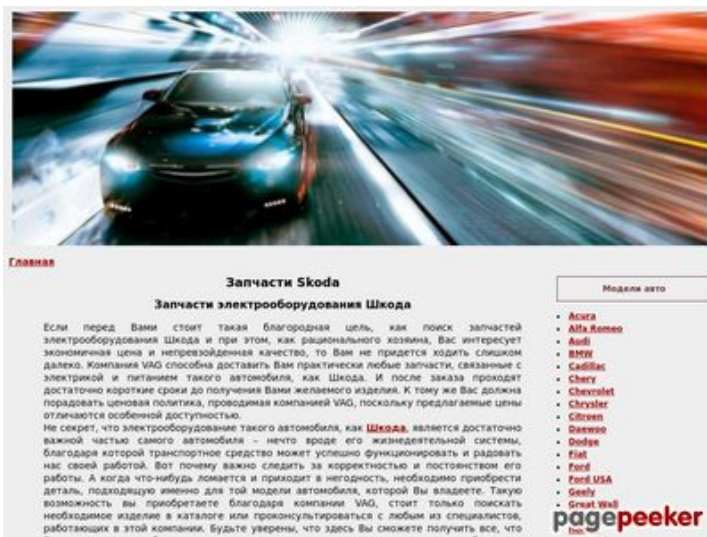 Главная
Запчасти Skoda
Запчасти электрооборудования Шкода
Если перед Вами стоит такая благородная цель, как поиск запчастей
электрооборудования Шкода и при этом, как рационального хозяина, Вас интересует
экономичная цена и непревзойденная качество, то Вам не придется ходить слишком
далеко. Компания VAG способна доставить Вам практически любые запчасти, связанные с
электрикой и питанием такого автомобиля, как Шкода. И после заказа проходят
достаточно короткие сроки до получения Вами желаемого изделия. К тому же Вас должна
порадовать ценовая политика, проводимая компанией VAG, поскольку предлагаемые цены
отличаются особенной доступностью.
Не секрет, что электрооборудование такого автомобиля, как Шкода, является достаточно
важной частью самого автомобиля – нечто вроде его жизнедеятельной системы,
благодаря которой транспортное средство может успешно функционировать и радовать
нас своей работой. Вот почему важно следить за корректностью и постоянством его
работы. А когда что-нибудь ломается и приходит в негодность, необходимо приобрести
деталь, подходящую именно для той модели автомобиля, которой Вы владеете. Такую
возможность вы приобретаете благодаря компании VAG, стоит только поискать
необходимое изделие в каталоге или проконсультироваться с любым из специалистов,
работающих в этой компании. Будьте уверены, что здесь Вы сможете получить все, что
Модели авто
Acura
Alfa Romeo
Audi
BMW
Cadillac
Chery
Chevrolet
Chrysler
Citroen
Daewoo
Dodge
Fiat
Ford
Ford USA
Geely
Great Wall
pagepeeker